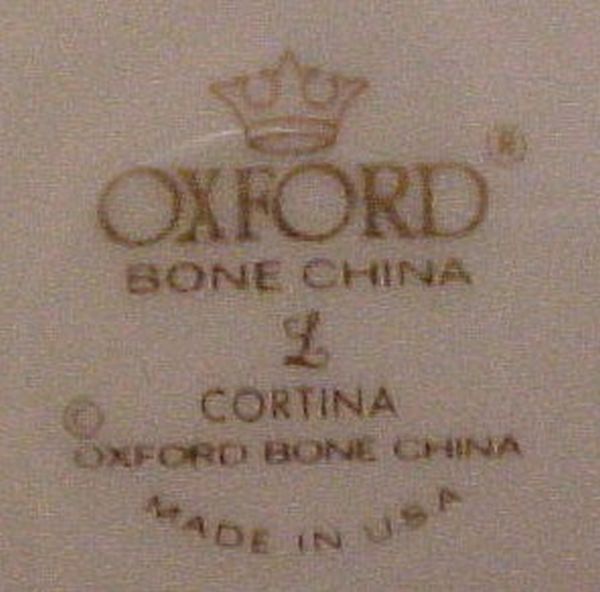 OXFORD ®
BONE CHINA
L
CORTINA
© OXFORD BONE CHINA
MADE IN USA